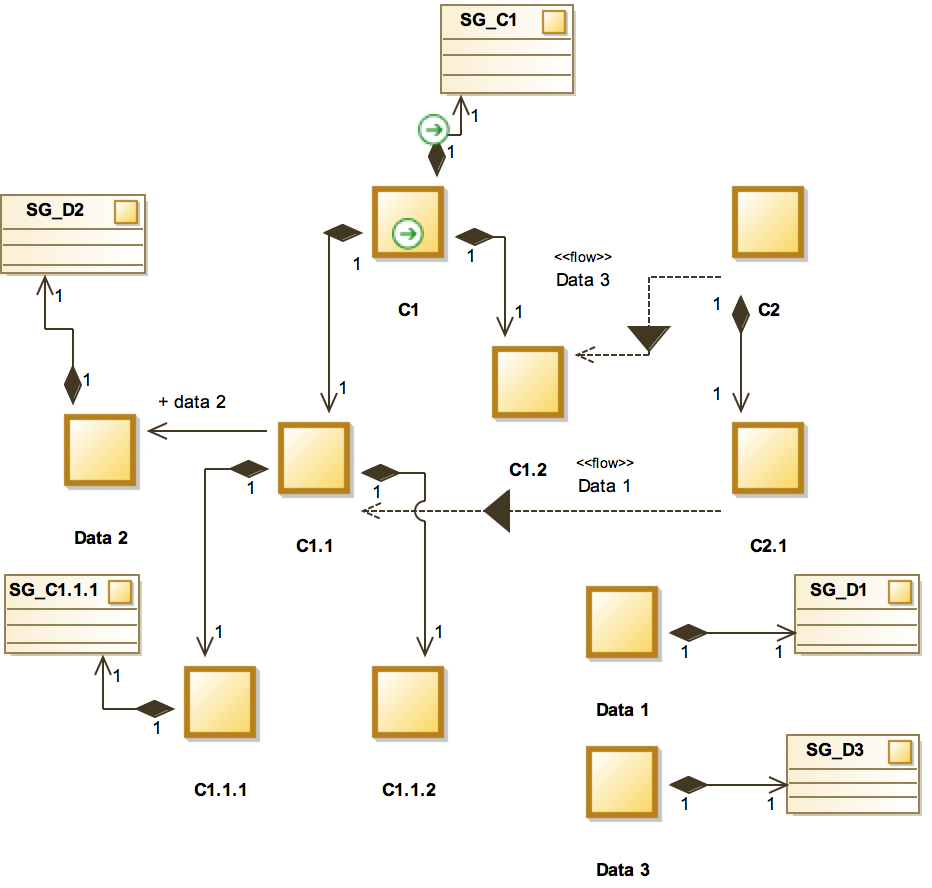 SG_C1
1
1
SG_D2
1
1
1
C1
<<flow>>
Data 3
1
C2
1
1
1
+ data 2
1
1
C1.2
<<flow>>
Data 1
1
1
Data 2
C1.1
C2.1
SG_C1.1.1
SG_D1
1
1
1
1
1
1
Data 1
C1.1.1
C1.1.2
SG_D3
1
1
Data 3